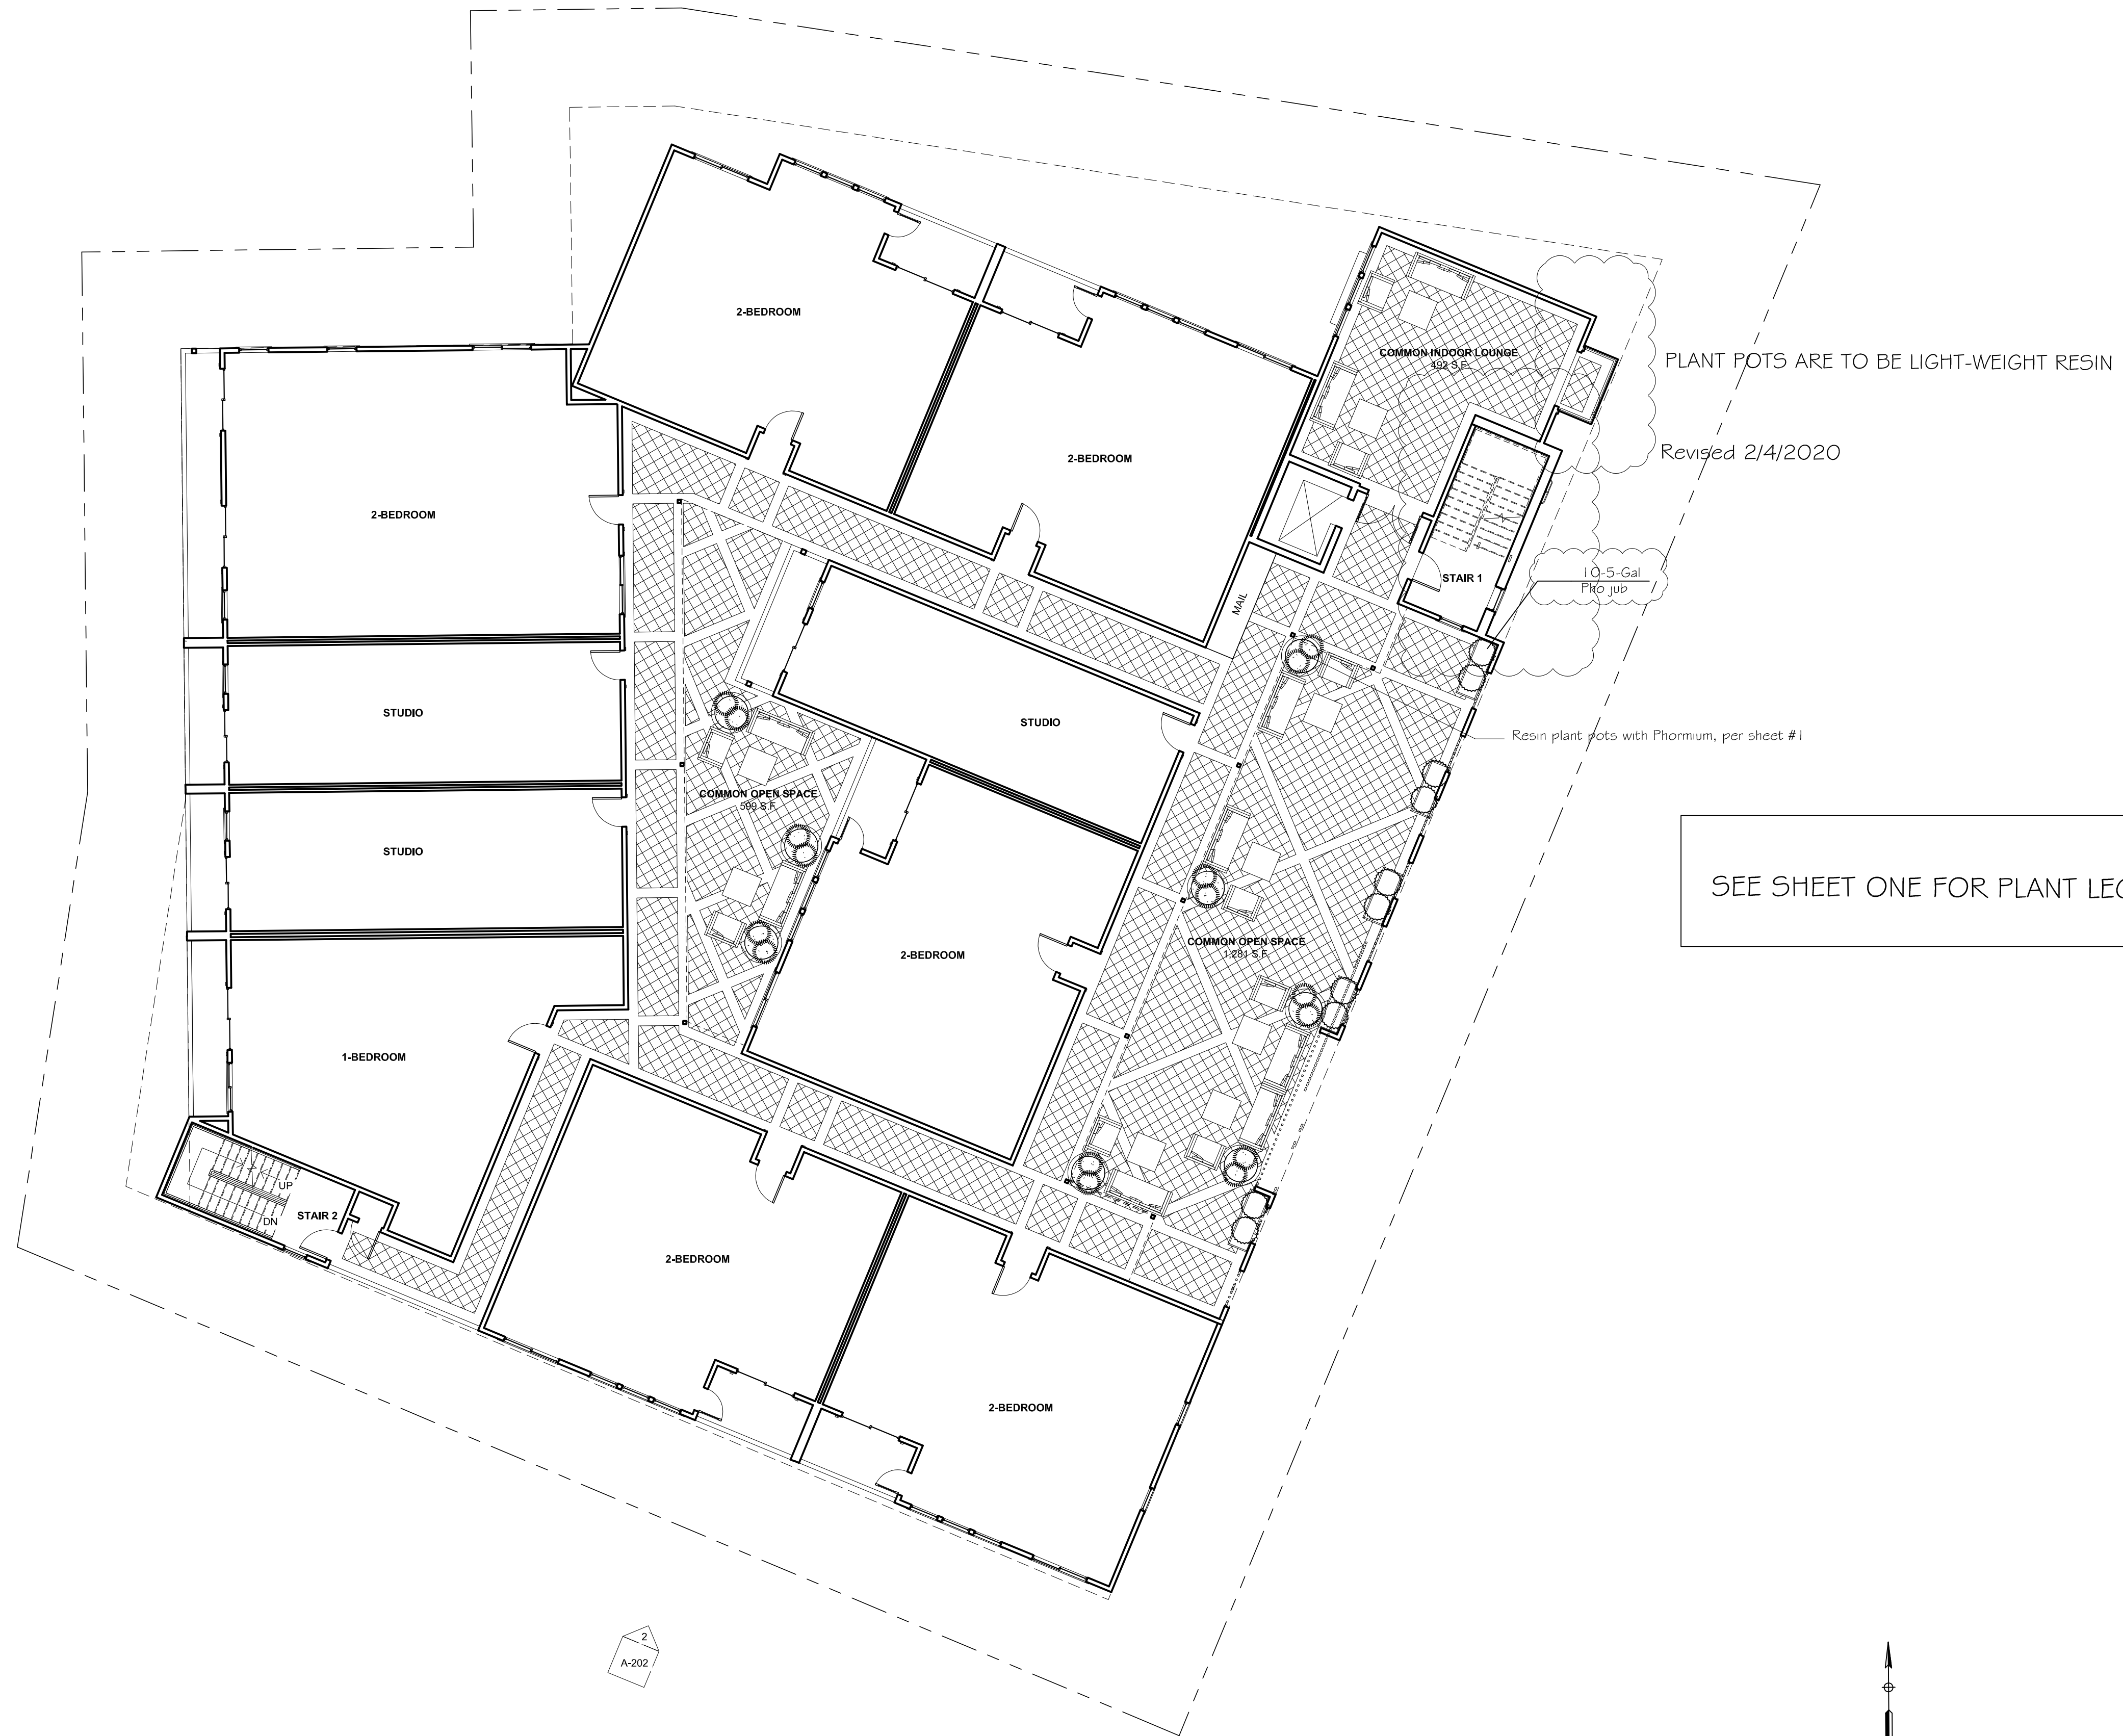 2-BEDROOM
COMMON INDOOR LOUNGE
492 S.F.
PLANT POTS ARE TO BE LIGHT-WEIGHT RESIN
Revised 2/4/2020
2-BEDROOM
2-BEDROOM
STAIR 1
10-5-Gal
Pho jub
MAIL
STUDIO
STUDIO
Resin plant pots with Phormium, per sheet #1
COMMON OPEN SPACE
599 S.F.
STUDIO
SEE SHEET ONE FOR PLANT
2-BEDROOM
COMMON OPEN SPACE
1,281 S.F.
1-BEDROOM
UP
DN
STAIR 2
2-BEDROOM
2-BEDROOM
2
A-202